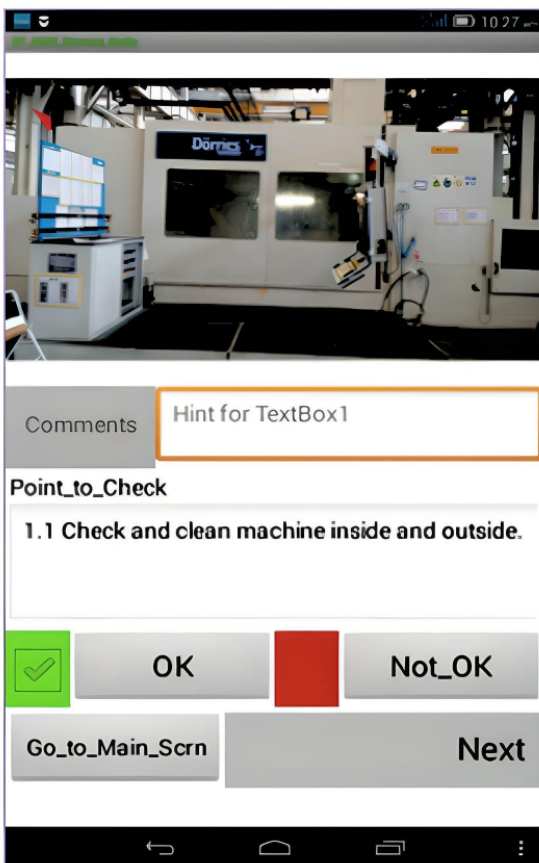 10 27
Dörries
Comments
Hint for TextBox1
Point_to_Check
1.1 Check and clean machine inside and outside.
OK
Not_OK
Go_to_Main_Scrn
Next